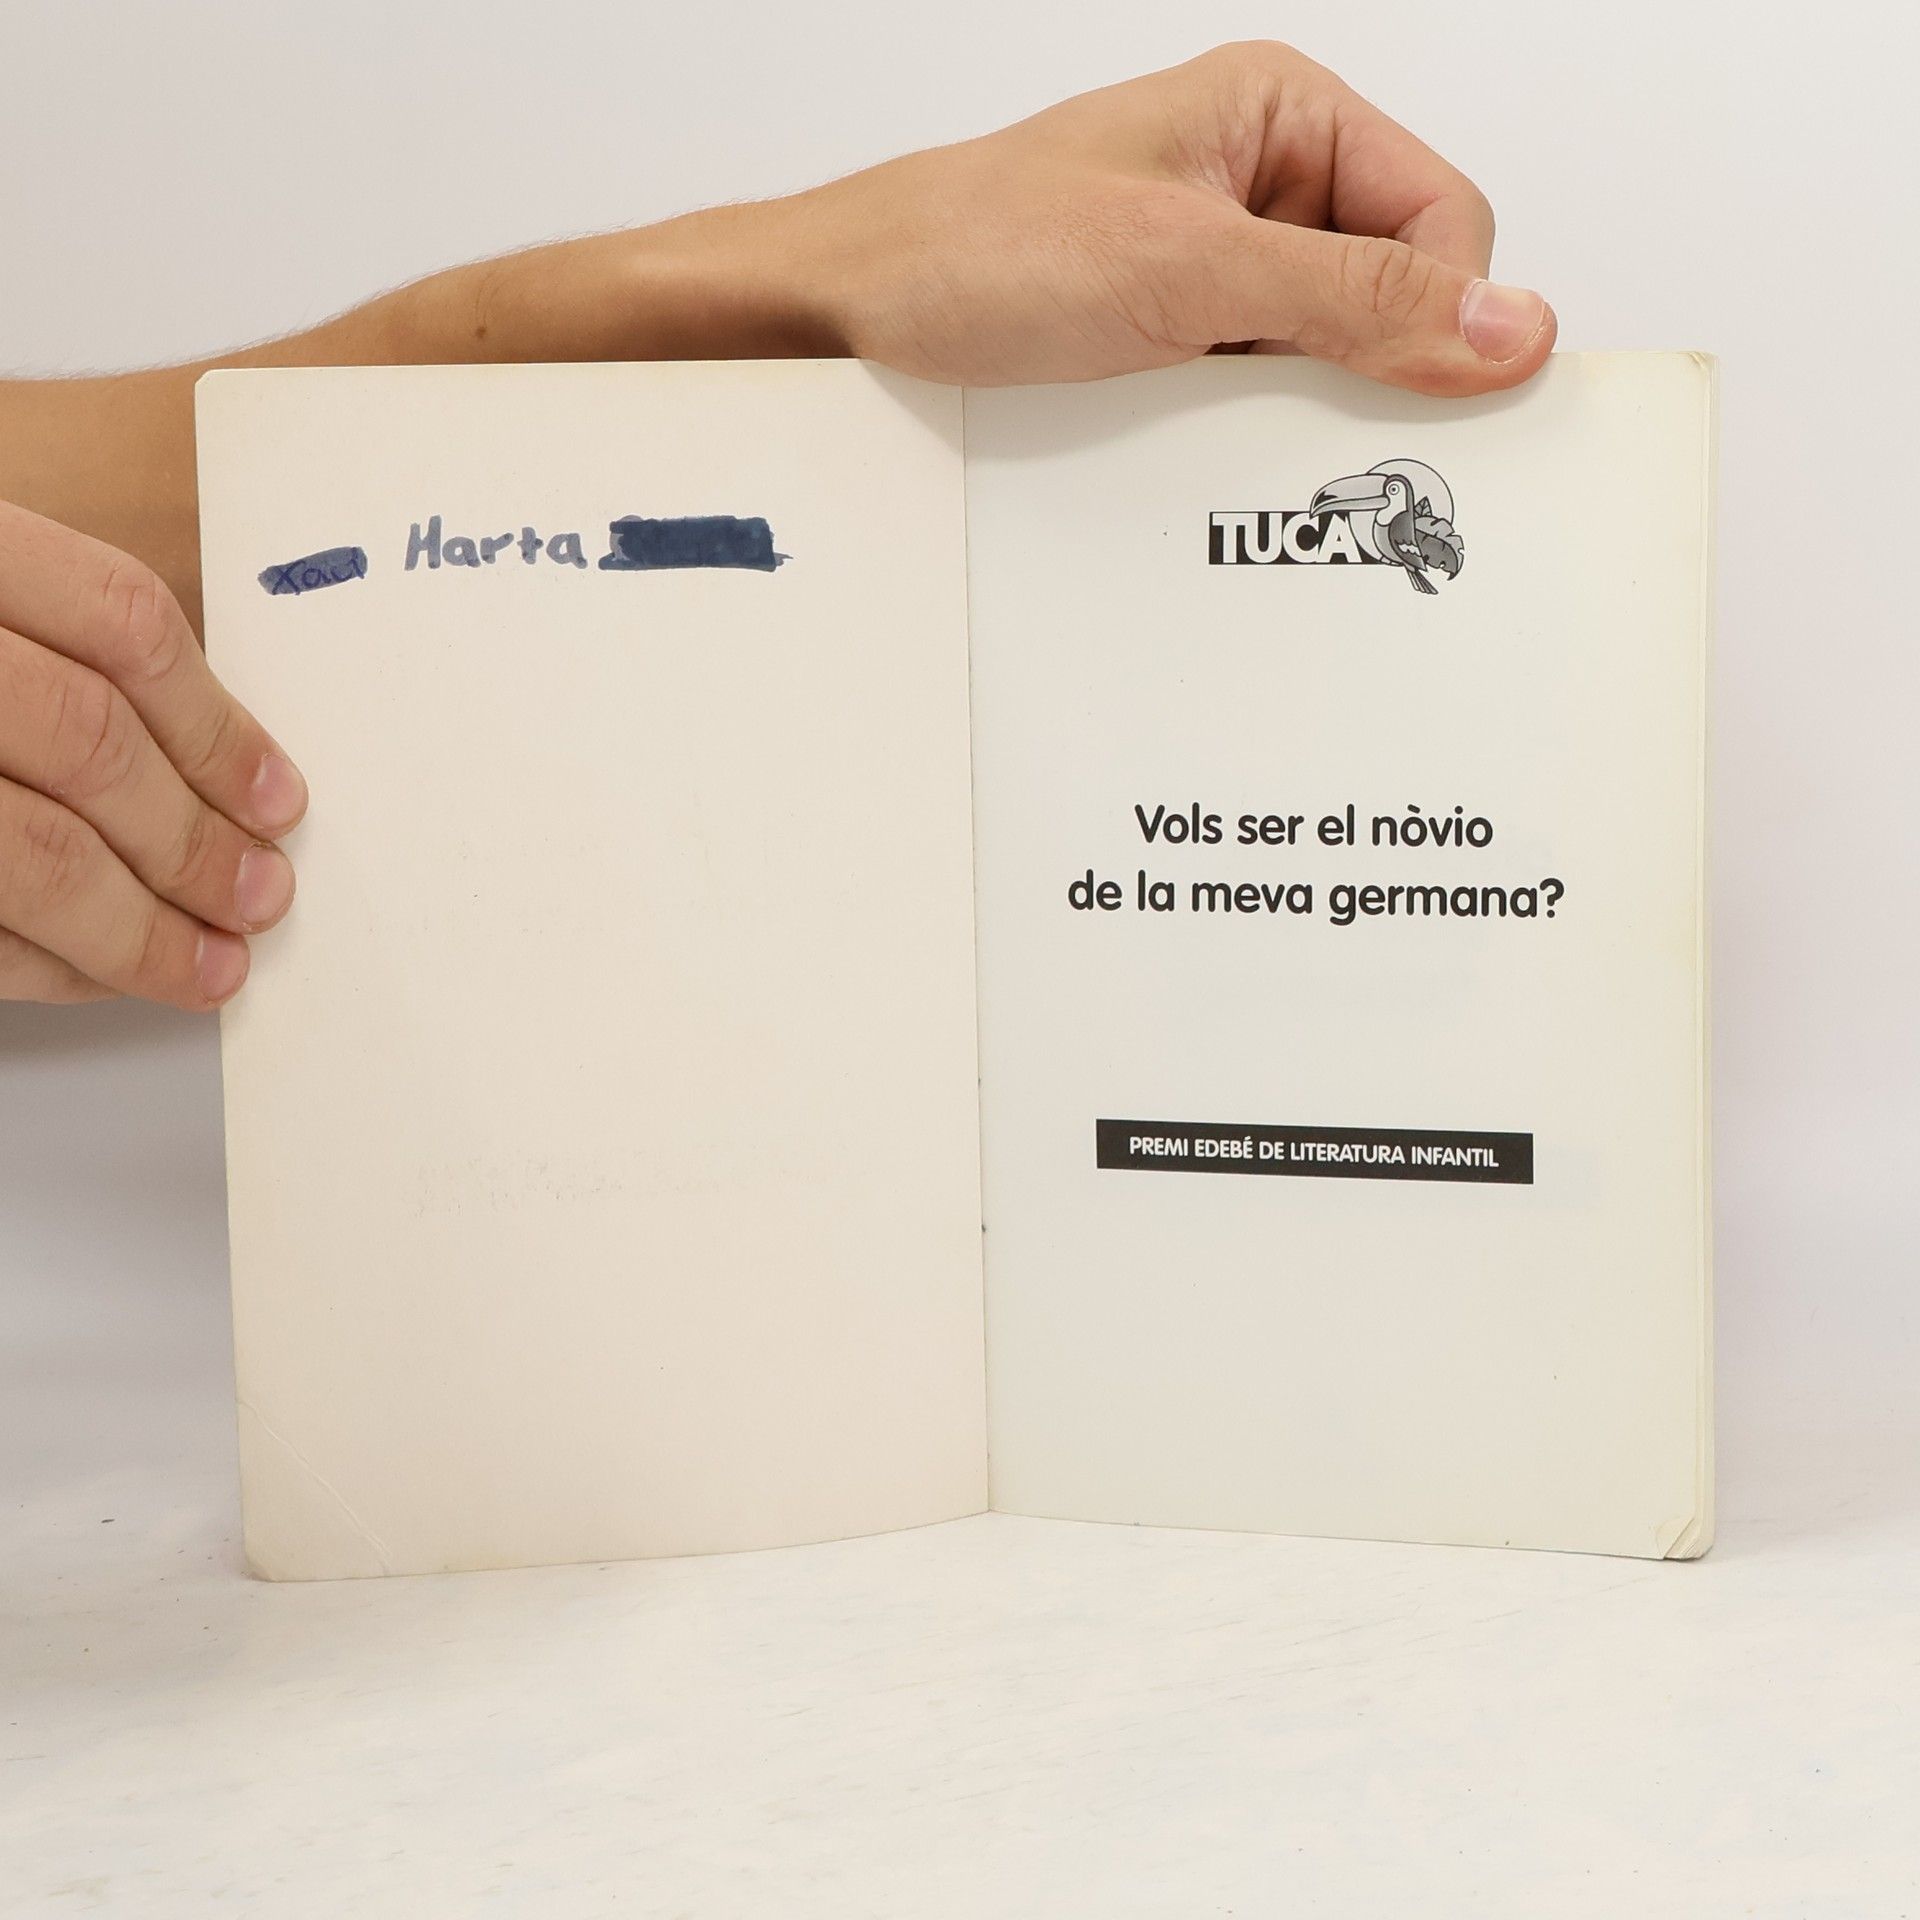 Xavi Marta
TUCA
Vols ser el nòvio
de la meva germana?
PREMI EDEBÉ DE LITERATURA INFANTIL